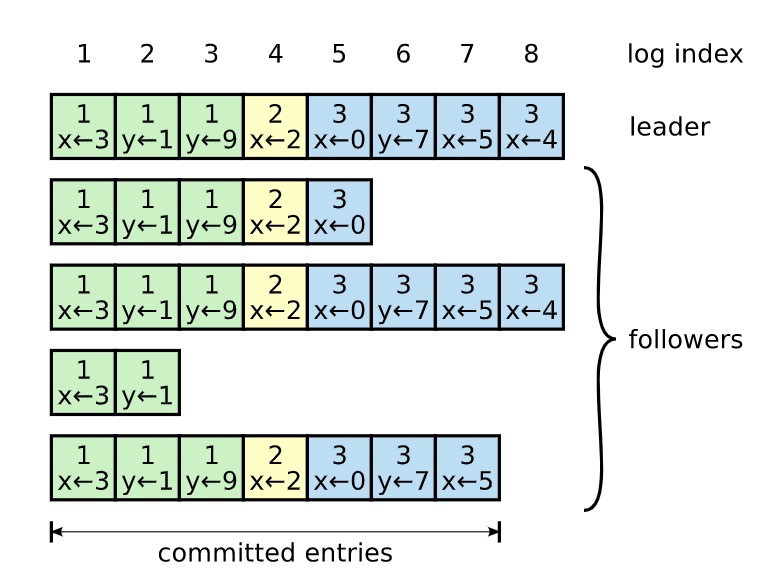 1 2 3 4 5 6 7 8 log index
1 1 1 2 3 3 3 3
x←3 y←1 y←9 x←2 x←0 y←7 x←5 x←4
leader
1 1 1 2 3
x←3 y←1 y←9 x←2 x←0
1 1 1 2 3 3 3 3
x←3 y←1 y←9 x←2 x←0 y←7 x←5 x←4
followers
1 1
x←3 y←1
1 1 1 2 3 3 3
x←3 y←1 y←9 x←2 x←0 y←7 x←5
committed entries